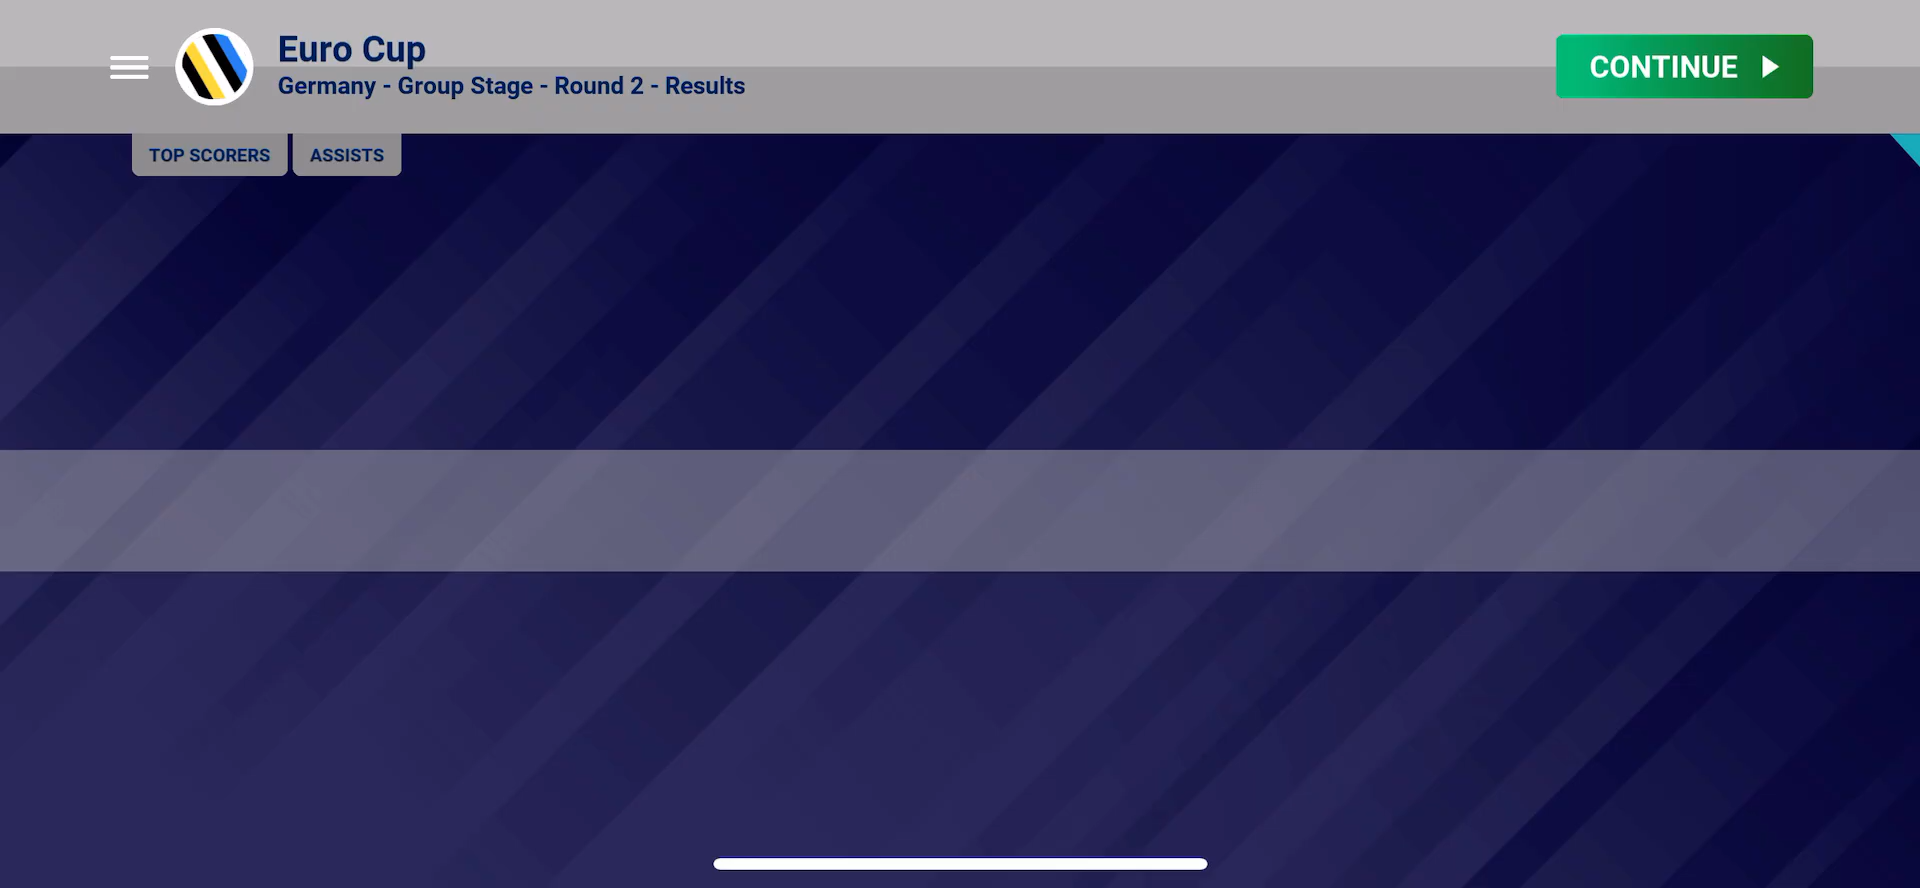 Euro Cup
Germany - Group Stage - Round 2 - Results
CONTINUE
TOP SCORERS
ASSISTS